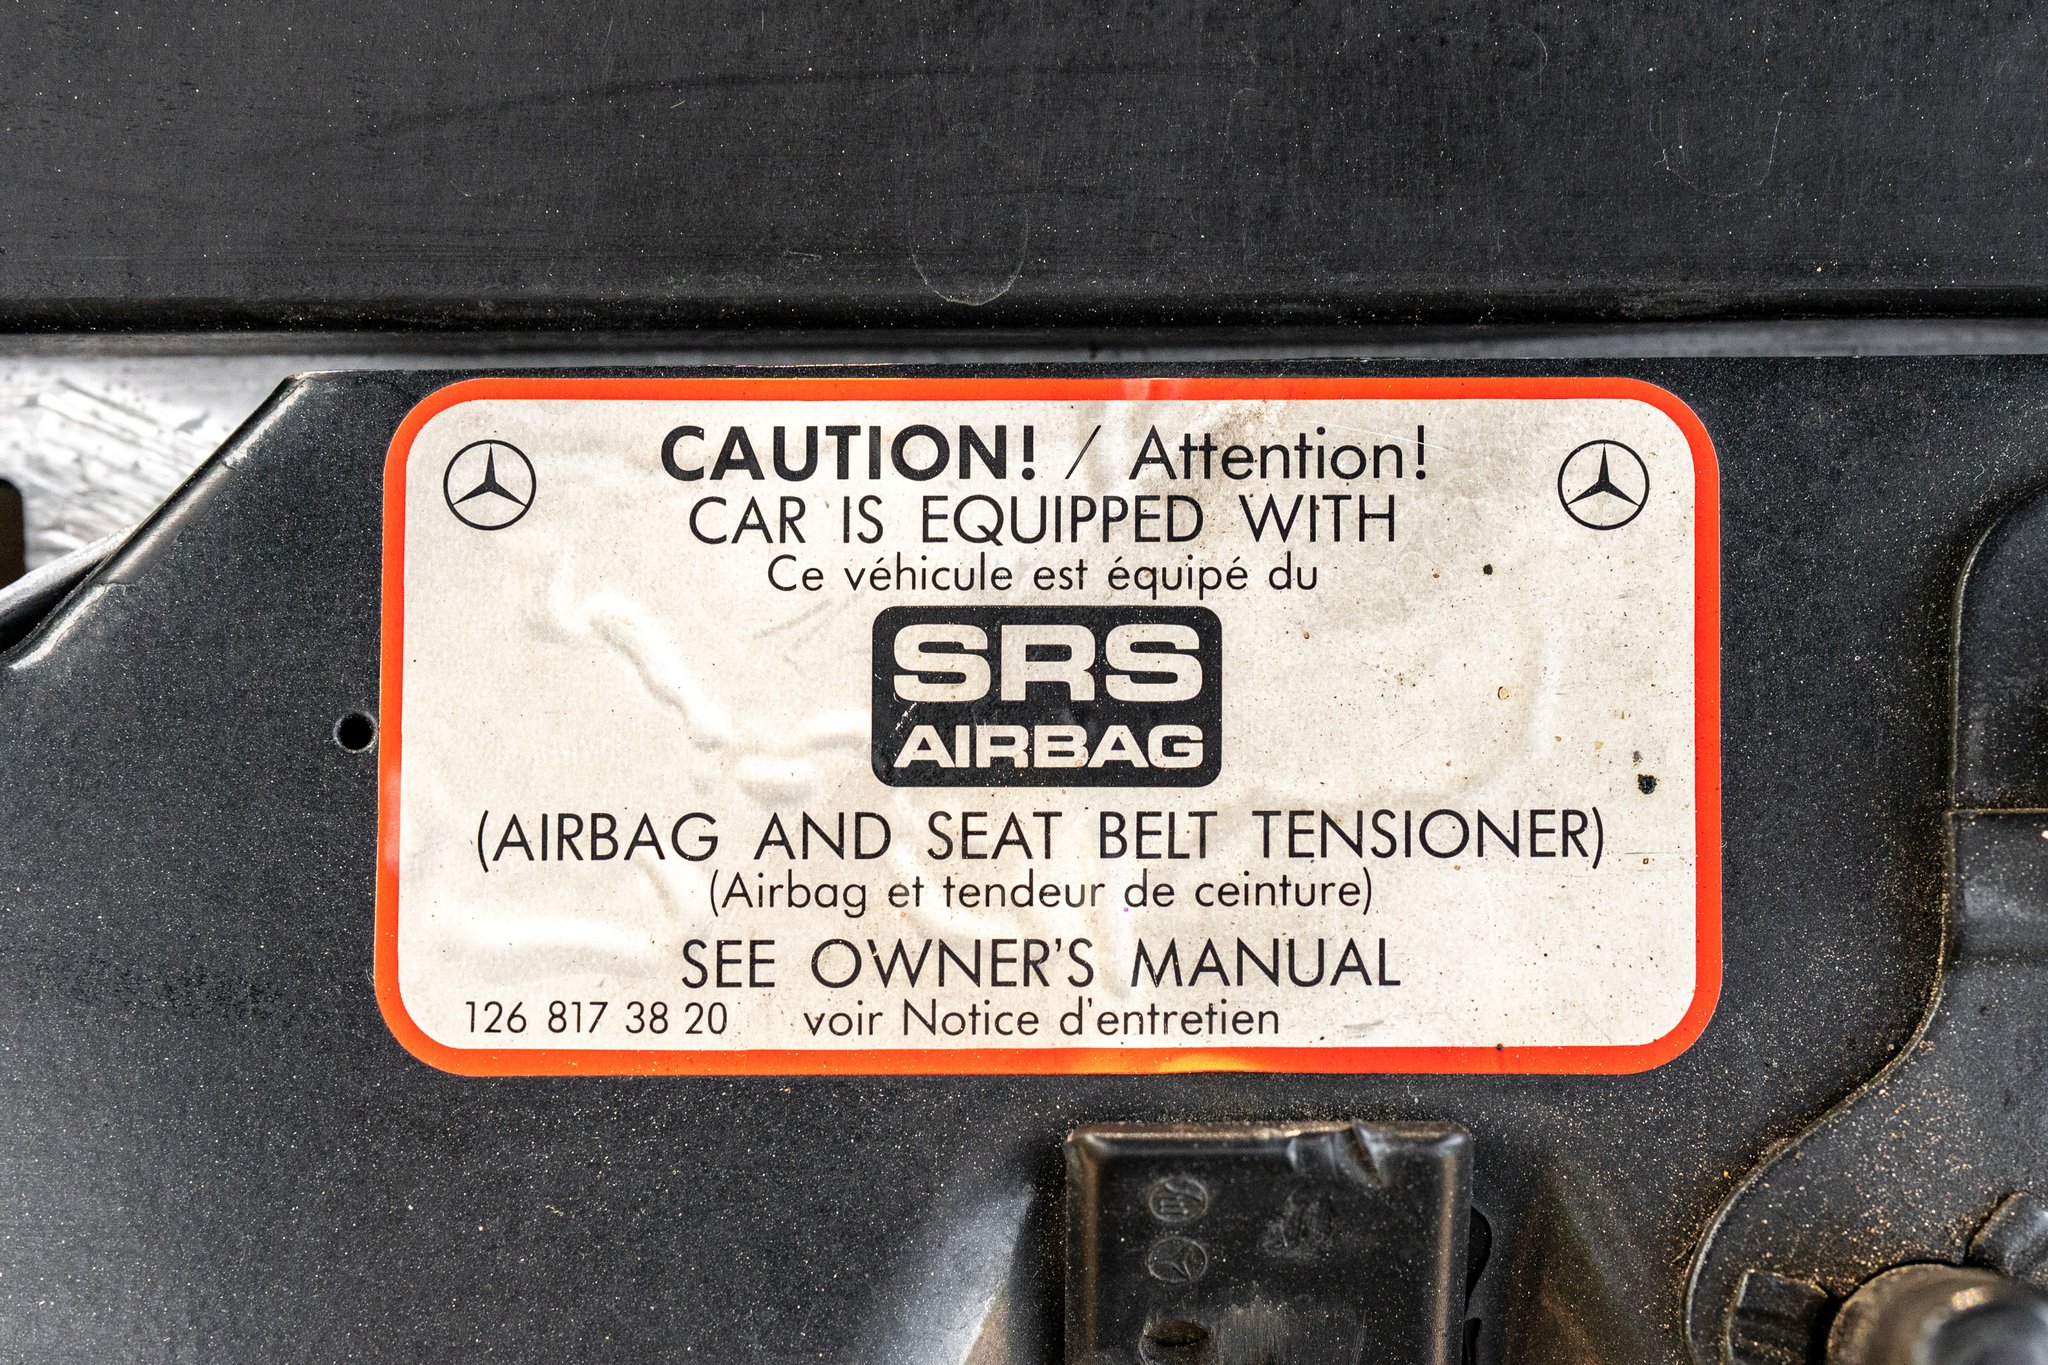 CAUTION! / Attention!
CAR IS EQUIPPED WITH
Ce véhicule est équipé du
SRS
AIRBAG
(AIRBAG AND SEAT BELT TENSIONER)
(Airbag et tendeur de ceinture)
SEE OWNER'S MANUAL
126 817 38 20 voir Notice d'entretien